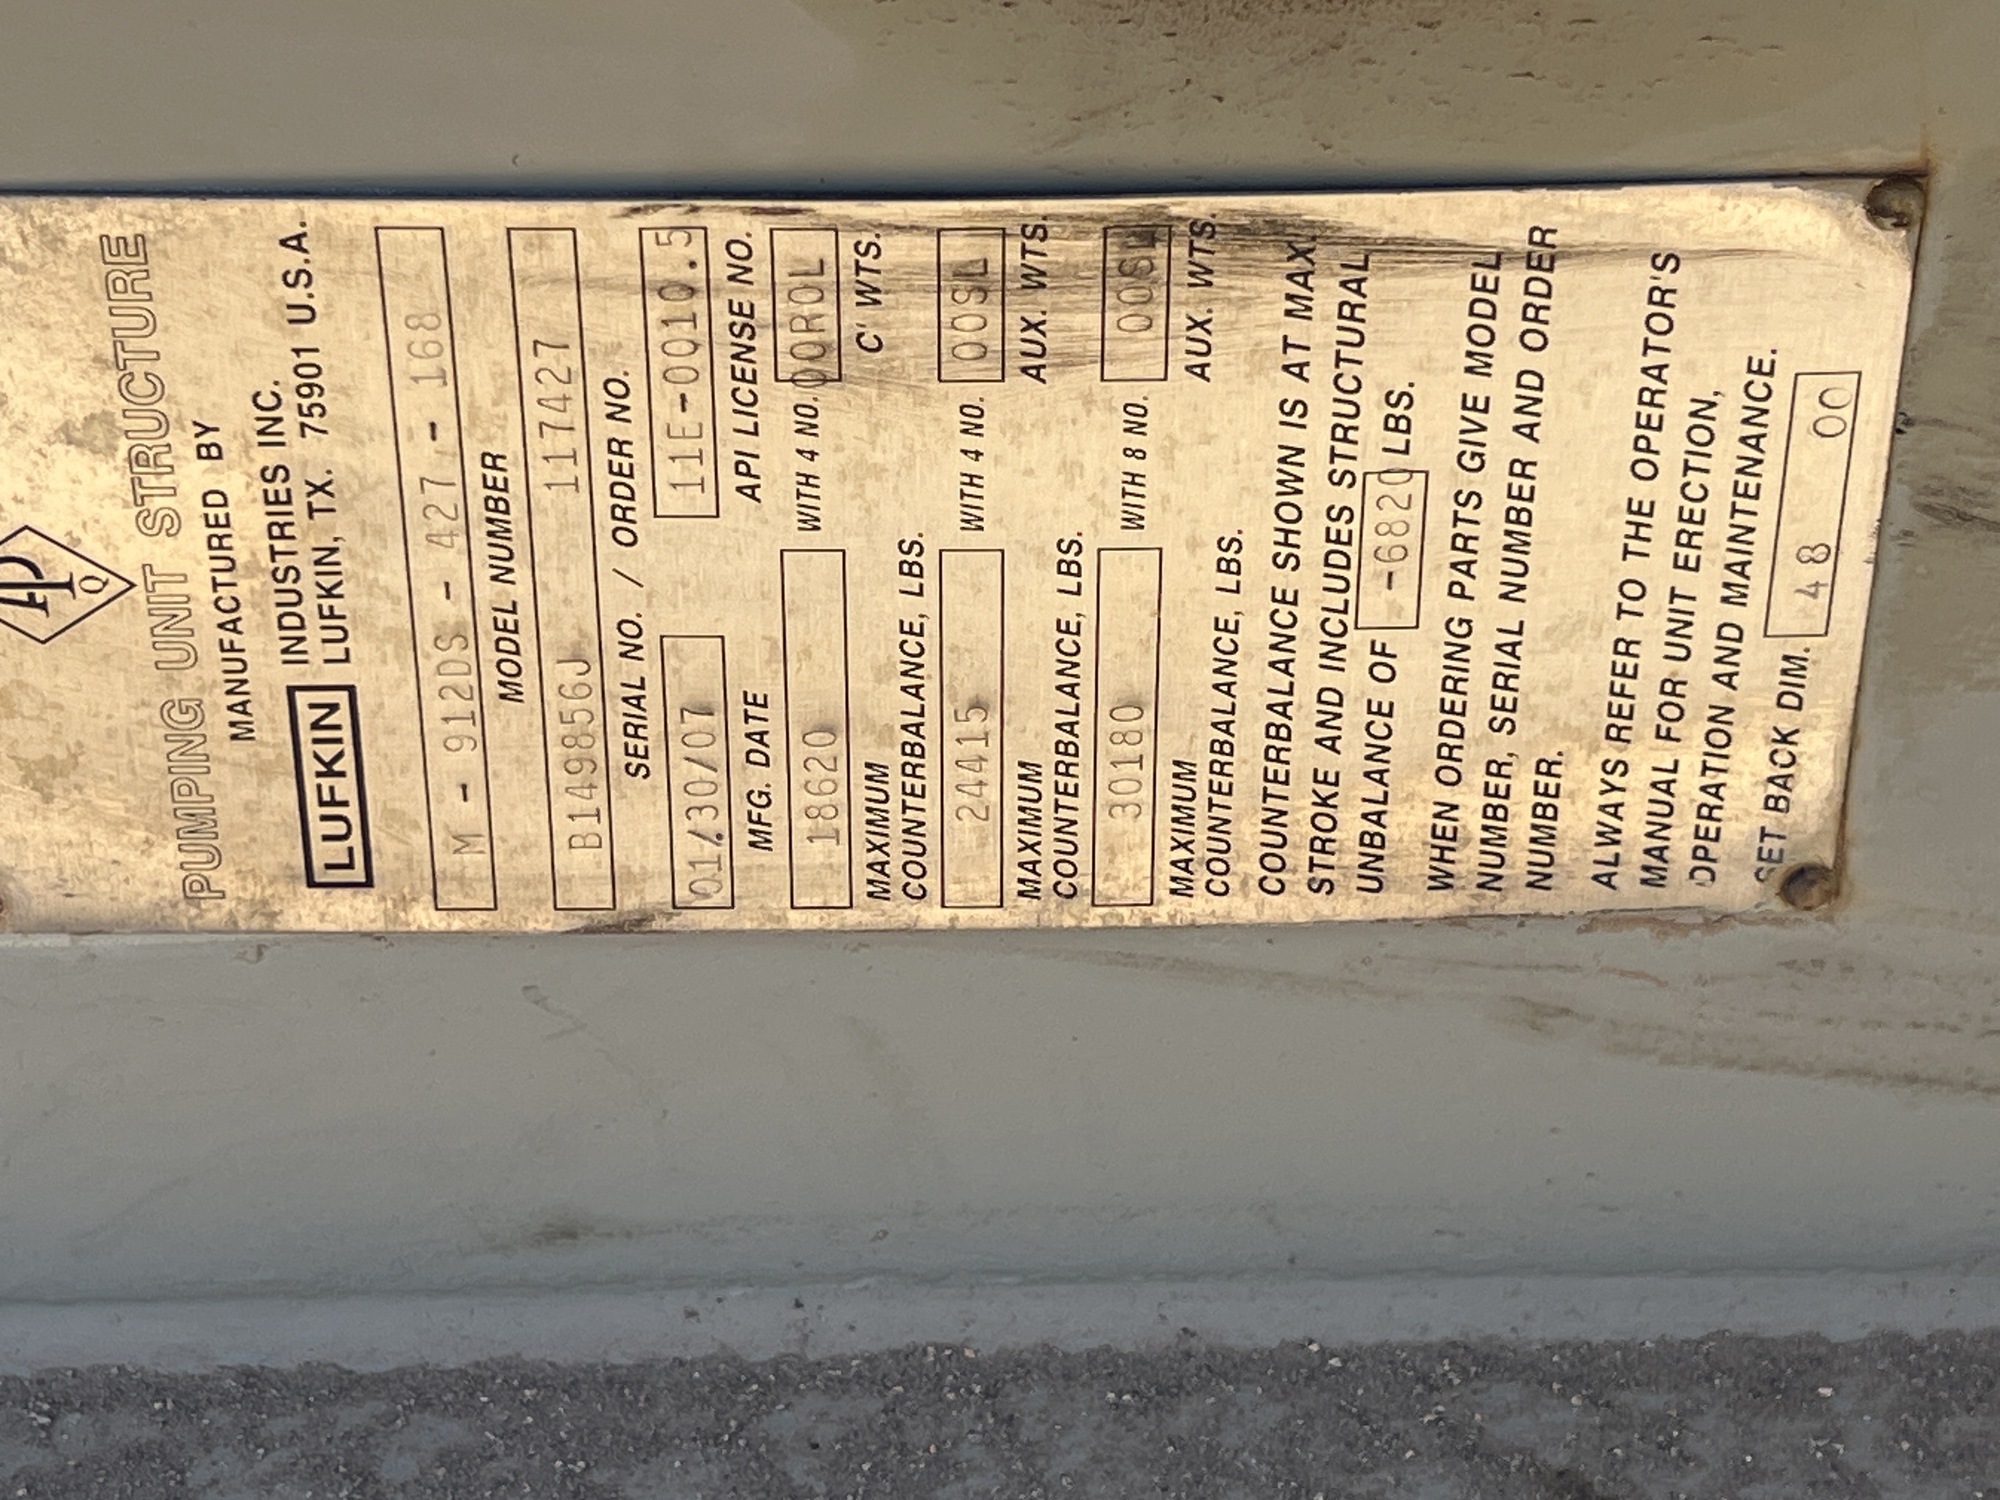 API
Q
PUMPING UNIT STRUCTURE
MANUFACTURED BY
LUFKIN INDUSTRIES INC.
LUFKIN, TX. 75901 U.S.A.
M - 912DS - 427 - 168
MODEL NUMBER
B149856J 117427
SERIAL NO. / ORDER NO.
01/30/07 11E-0010.5
MFG. DATE API LICENSE NO.
18620 WITH 4 NO. OOROL
MAXIMUM C' WTS.
COUNTERBALANCE, LBS.
24415 WITH 4 NO. OOSL
MAXIMUM AUX. WTS.
COUNTERBALANCE, LBS.
30180 WITH 8 NO. OOSL
MAXIMUM AUX. WTS.
COUNTERBALANCE, LBS.
COUNTERBALANCE SHOWN IS AT MAX.
STROKE AND INCLUDES STRUCTURAL
UNBALANCE OF -6820 LBS.
WHEN ORDERING PARTS GIVE MODEL
NUMBER, SERIAL NUMBER AND ORDER
NUMBER.
ALWAYS REFER TO THE OPERATOR'S
MANUAL FOR UNIT ERECTION,
OPERATION AND MAINTENANCE.
SET BACK DIM. 48 00